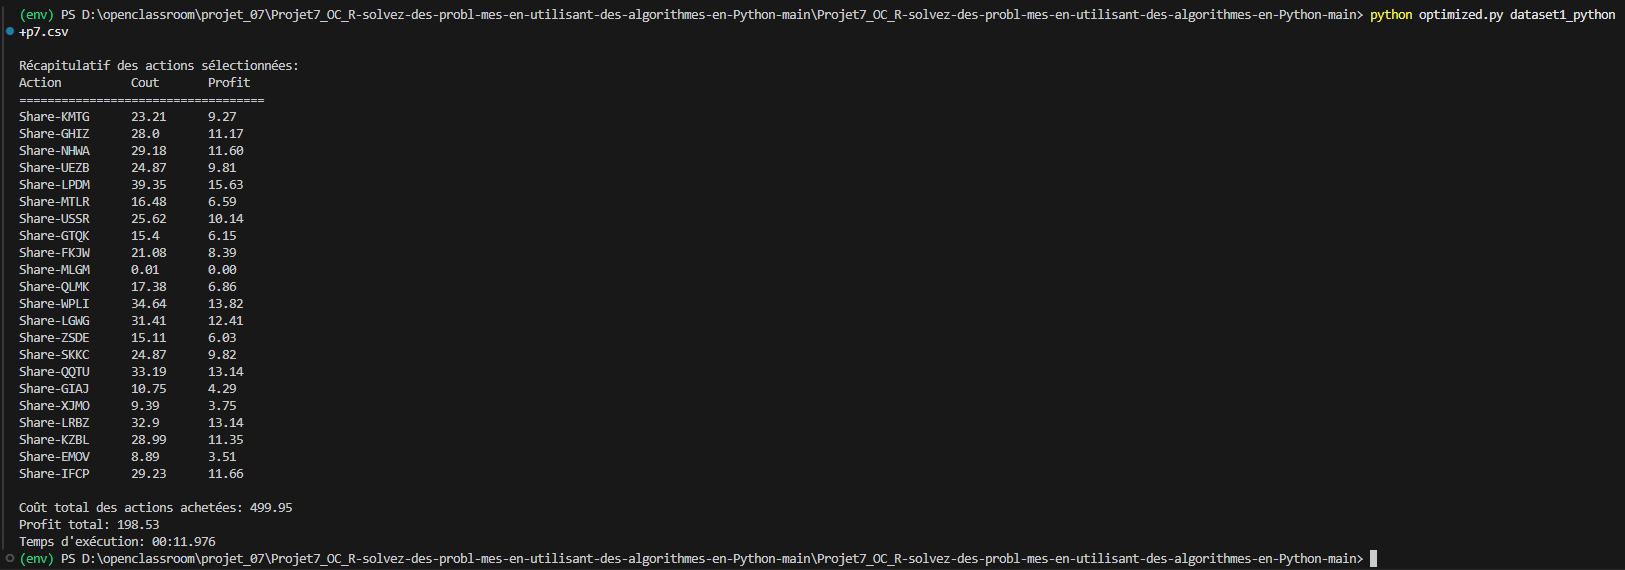 (env) PS D:\openclassroom\projet_07\Projet7_OC_R-solvez-des-probl-mes-en-utilisant-des-algorithmes-en-Python-main\Projet7_OC_R-solvez-des-probl-mes-en-utilisant-des-algorithmes-en-Python-main> python optimized.py dataset1_python
+p7.csv
Récapitulatif des actions sélectionnées:
Action Cout Profit
===================================
Share-KMTG 23.21 9.27
Share-GHIZ 28.0 11.17
Share-NHWA 29.18 11.60
Share-UEZB 24.87 9.81
Share-LPDM 39.35 15.63
Share-MTLR 16.48 6.59
Share-USSR 25.62 10.14
Share-GTQK 15.4 6.15
Share-FKJW 21.08 8.39
Share-MLGM 0.01 0.00
Share-QLMK 17.38 6.86
Share-WPLI 34.64 13.82
Share-LGWG 31.41 12.41
Share-ZSDE 15.11 6.03
Share-SKKC 24.87 9.82
Share-QQTU 33.19 13.14
Share-GIAJ 10.75 4.29
Share-XJMO 9.39 3.75
Share-LRBZ 32.9 13.14
Share-KZBL 28.99 11.35
Share-EMOV 8.89 3.51
Share-IFCP 29.23 11.66
Coût total des actions achetées: 499.95
Profit total: 198.53
Temps d'exécution: 00:11.976
(env) PS D:\openclassroom\projet_07\Projet7_OC_R-solvez-des-probl-mes-en-utilisant-des-algorithmes-en-Python-main\Projet7_OC_R-solvez-des-probl-mes-en-utilisant-des-algorithmes-en-Python-main>